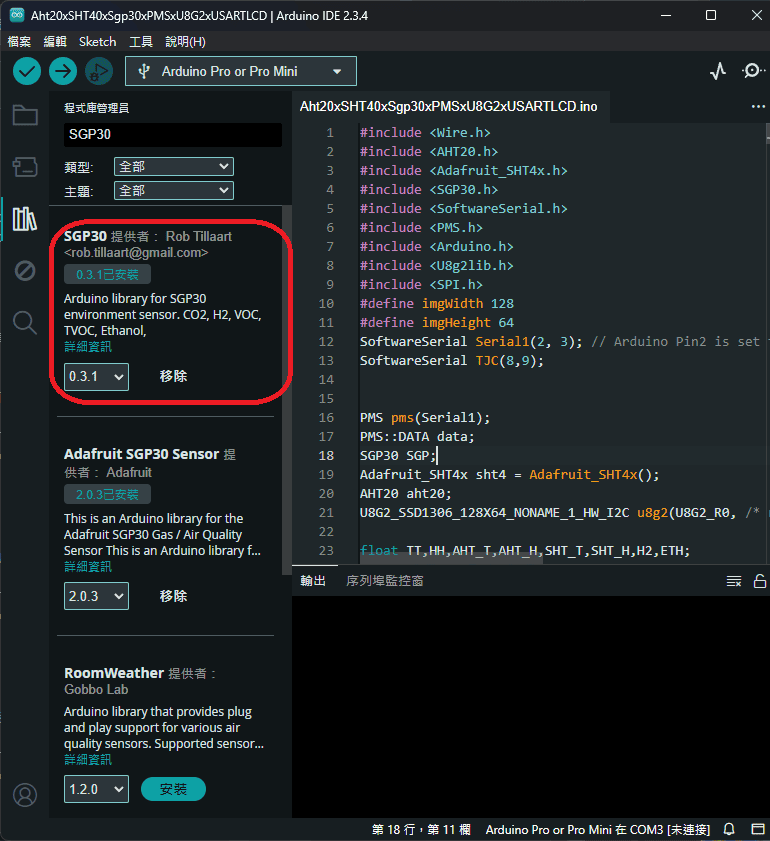 Aht20xSHT40xSgp30xPMSxU8G2xUSARTLCD | Arduino IDE 2.3.4
檔案 編輯 Sketch 工具 說明(H)
Arduino Pro or Pro Mini
程式庫管理員
SGP30
類型: 全部
主題: 全部
SGP30 提供者： Rob Tillaart
<rob.tillaart@gmail.com>
0.3.1已安裝
Arduino library for SGP30
environment sensor. CO2, H2, VOC,
TVOC, Ethanol,
詳細資訊
0.3.1 移除
Adafruit SGP30 Sensor 提
供者： Adafruit
2.0.3已安裝
This is an Arduino library for the
Adafruit SGP30 Gas / Air Quality
Sensor This is an Arduino library f...
詳細資訊
2.0.3 移除
RoomWeather 提供者：
Gobbo Lab
Arduino library that provides plug
and play support for various air
quality sensors. Supported sensor...
詳細資訊
1.2.0 安裝
Aht20xSHT40xSgp30xPMSxU8G2xUSARTLCD.ino
1 #include <Wire.h>
2 #include <AHT20.h>
3 #include <Adafruit_SHT4x.h>
4 #include <SGP30.h>
5 #include <SoftwareSerial.h>
6 #include <PMS.h>
7 #include <Arduino.h>
8 #include <U8g2lib.h>
9 #include <SPI.h>
10 #define imgWidth 128
11 #define imgHeight 64
12 SoftwareSerial Serial1(2, 3); // Arduino Pin2 is set
13 SoftwareSerial TJC(8,9);
14
15
16 PMS pms(Serial1);
17 PMS::DATA data;
18 SGP30 SGP;
19 Adafruit_SHT4x sht4 = Adafruit_SHT4x();
20 AHT20 aht20;
21 U8G2_SSD1306_128X64_NONAME_1_HW_I2C u8g2(U8G2_R0, /*
22
23 float TT,HH,AHT_T,AHT_H,SHT_T,SHT_H,H2,ETH;
輸出 序列埠監控窗
第 18 行，第 11 欄 Arduino Pro or Pro Mini 在 COM3 [未連接]